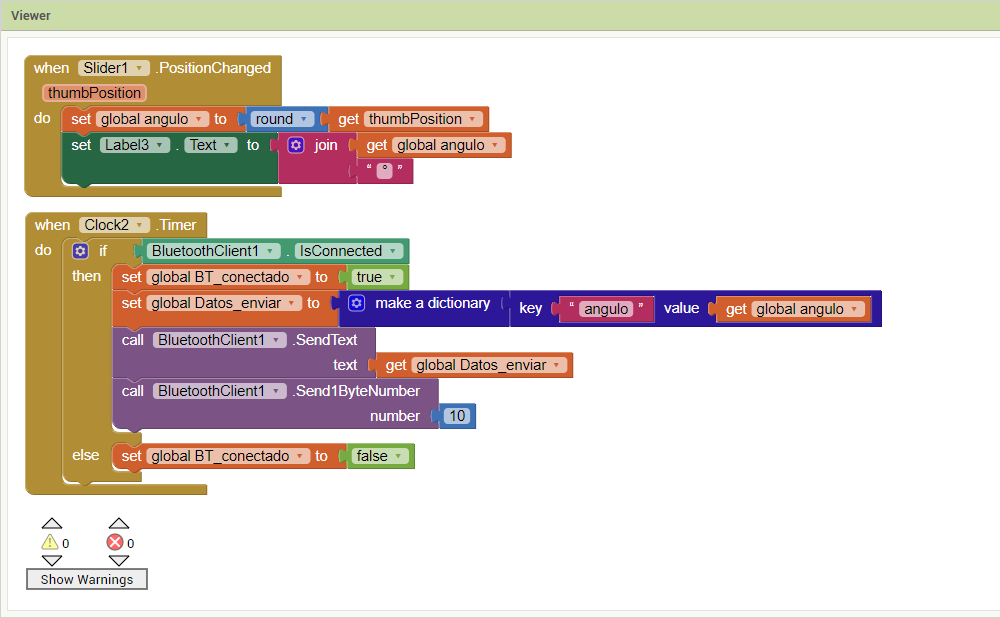 Viewer
when Slider1 .PositionChanged
thumbPosition
do set global angulo to round get thumbPosition
set Label3 . Text to join get global angulo
“ ° ”
when Clock2 .Timer
do if BluetoothClient1 . IsConnected
then set global BT_conectado to true
set global Datos_enviar to make a dictionary key “ angulo ” value get global angulo
call BluetoothClient1 .SendText
text get global Datos_enviar
call BluetoothClient1 .Send1ByteNumber
number 10
else set global BT_conectado to false
0 0
Show Warnings